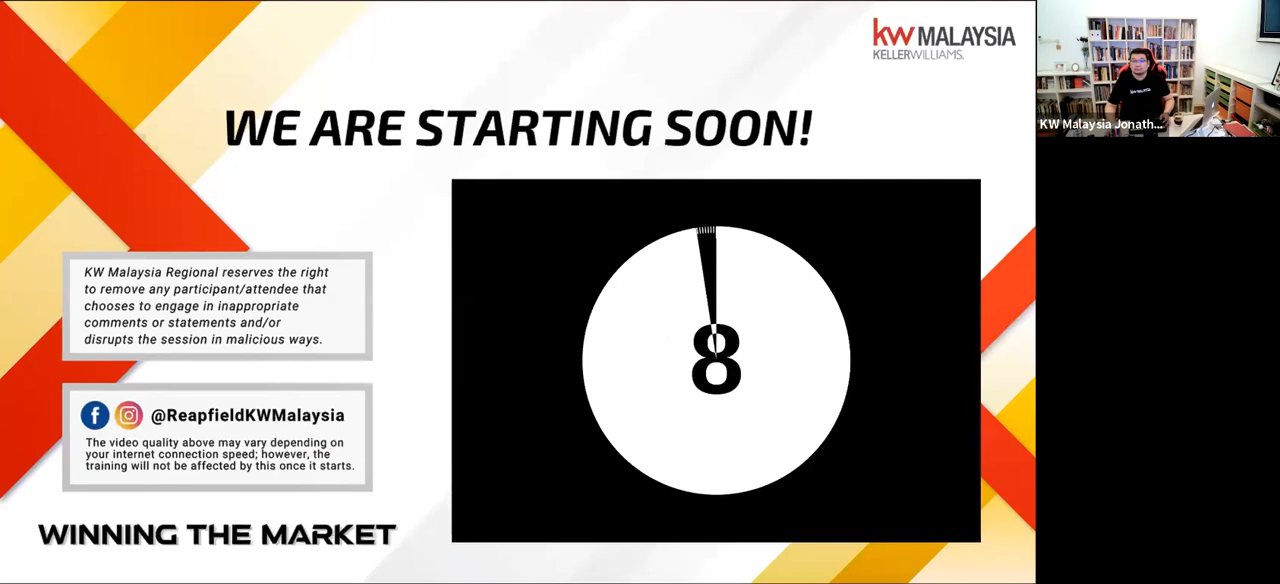 kw MALAYSIA
KELLERWILLIAMS.
WE ARE STARTING SOON!
KW Malaysia Jonath...
KW Malaysia Regional reserves the right
to remove any participant/attendee that
chooses to engage in inappropriate
comments or statements and/or
disrupts the session in malicious ways.
8
@ReapfieldKWMalaysia
The video quality above may vary depending on
your internet connection speed; however, the
training will not be affected by this once it starts.
WINNING THE MARKET